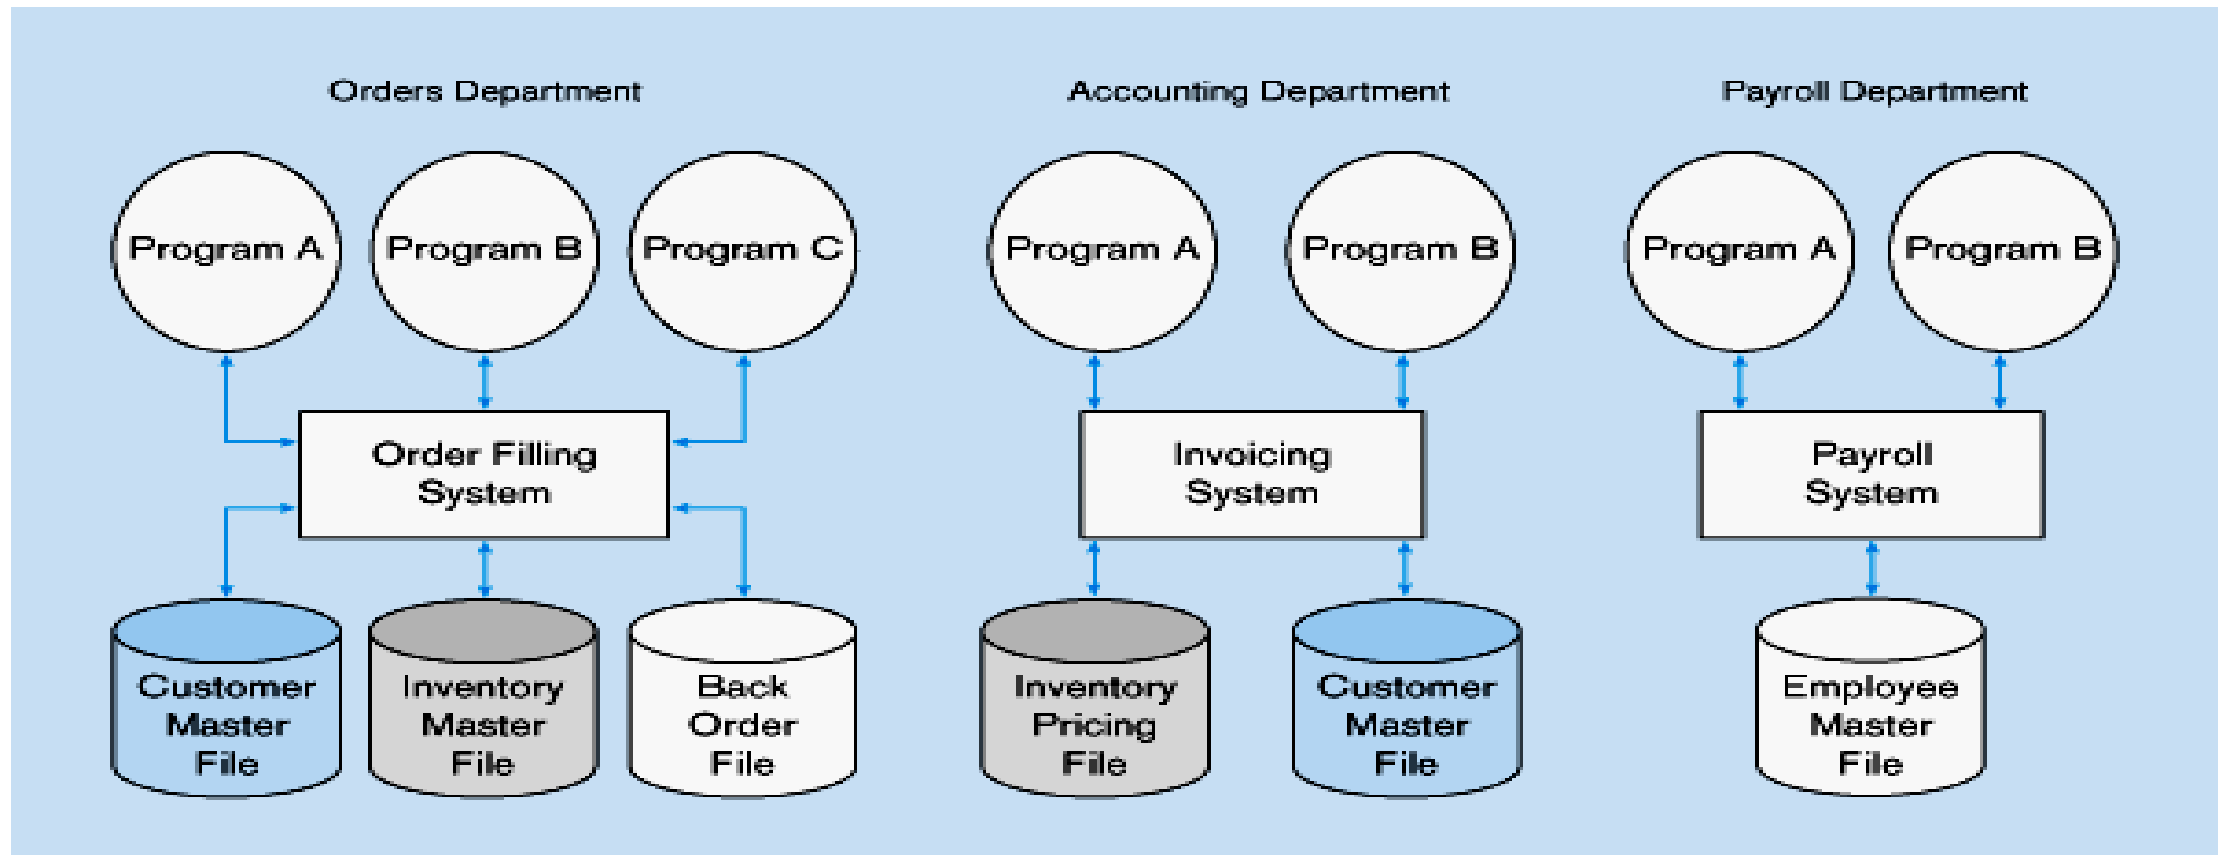 Orders Department
Accounting Department
Payroll Department
Program A
Program B
Program C
Program A
Program B
Program A
Program B
Order Filling
System
Invoicing
System
Payroll
System
Customer
Master
File
Inventory
Master
File
Back
Order
File
Inventory
Pricing
File
Customer
Master
File
Employee
Master
File